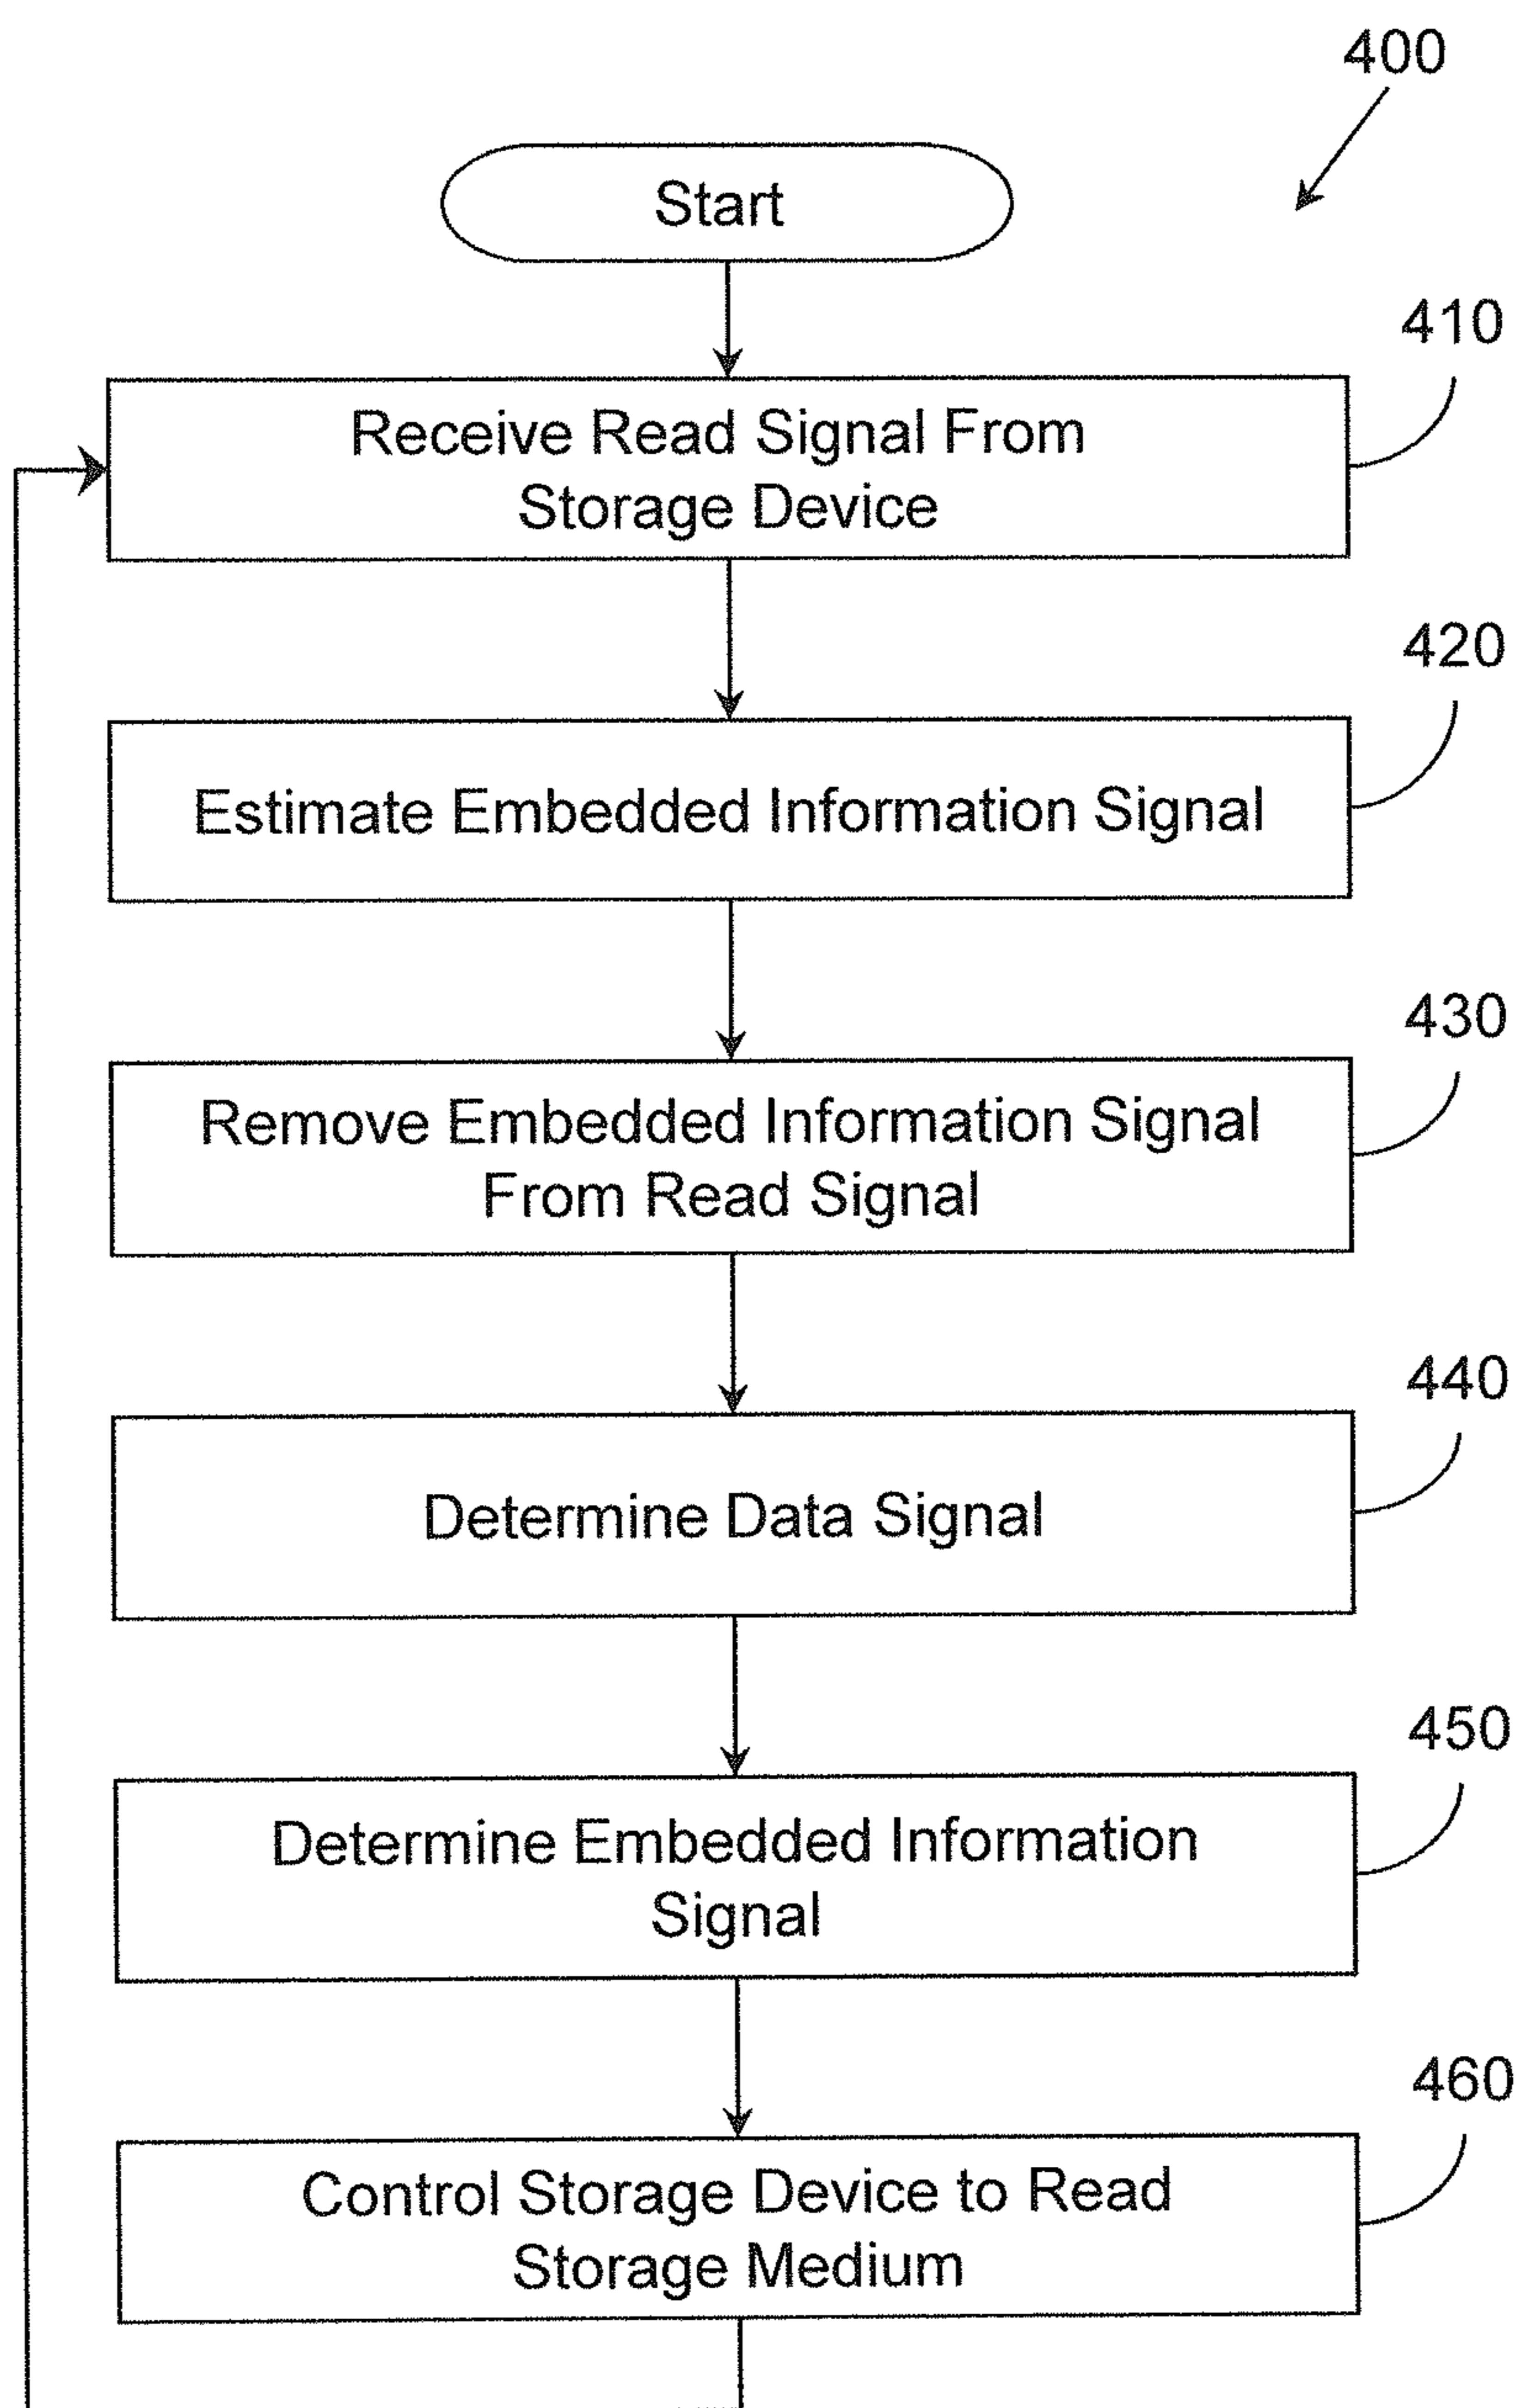 400
Start
410
Receive Read Signal From
Storage Device
420
Estimate Embedded Information Signal
430
Remove Embedded Information Signal
From Read Signal
440
Determine Data Signal
450
Determine Embedded Information
Signal
460
Control Storage Device to Read
Storage Medium